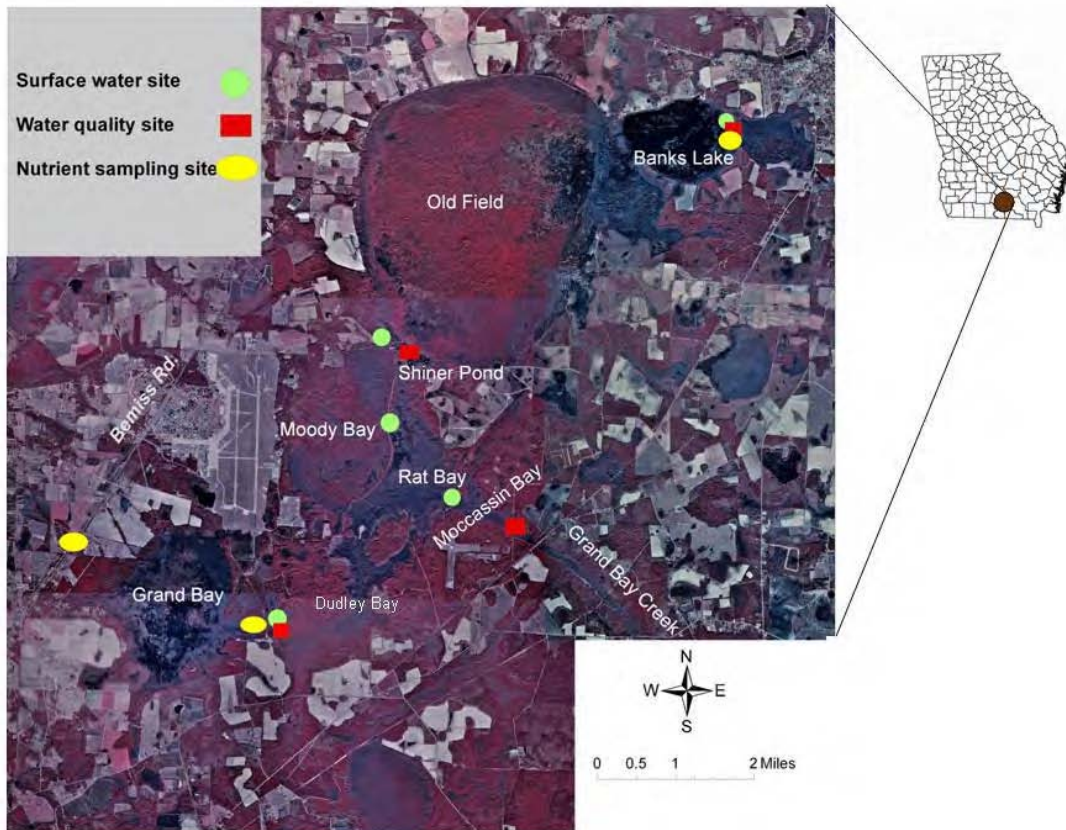 Surface water site
Water quality site
Nutrient sampling site
Banks Lake
Old Field
Shiner Pond
Bemiss Rd.
Moody Bay
Rat Bay
Moccassin Bay
Grand Bay Creek
Grand Bay
Dudley Bay
N
W E
S
0 0.5 1 2 Miles